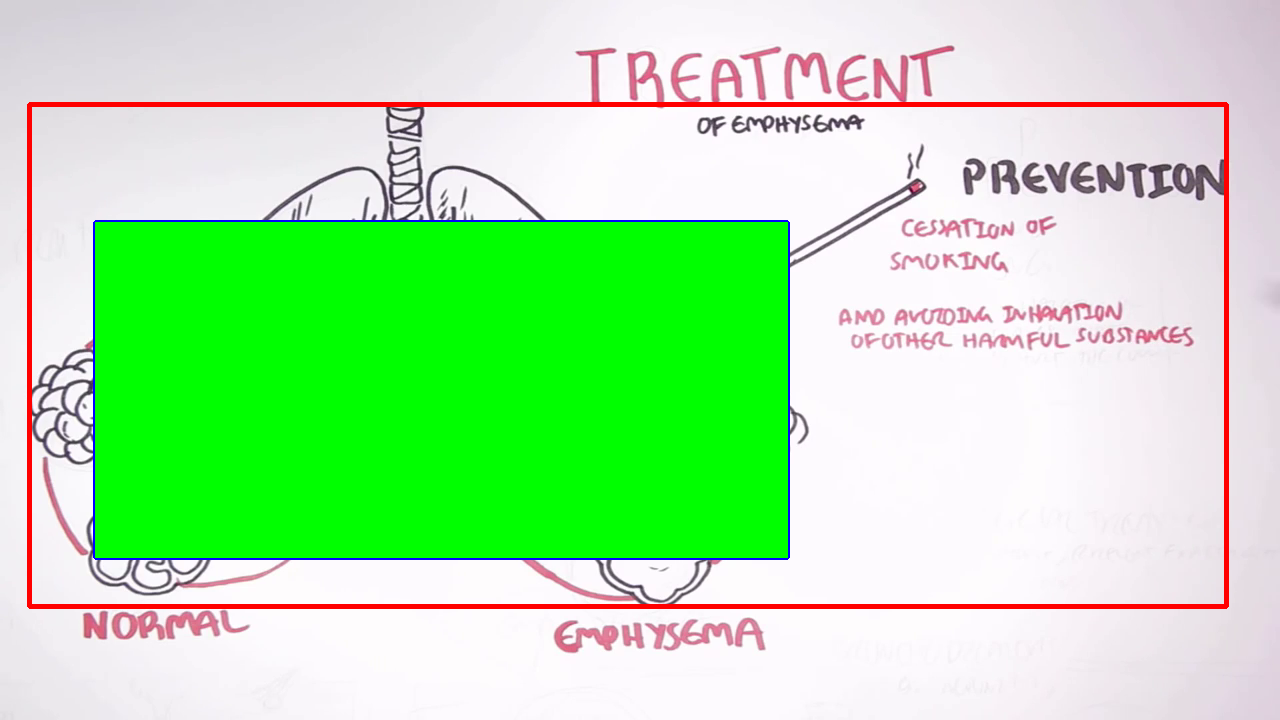 TREATMENT
OF EMPHYSEMA
PREVENTION
CESSATION OF
SMOKING
AND AVOIDING INHALATION
OF OTHER HARMFUL SUBSTANCES
NORMAL
EMPHYSEMA